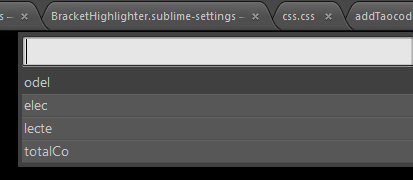 s — × BracketHighlighter.sublime-settings — × css.css × addTaocod
odel
elec
lecte
totalCo